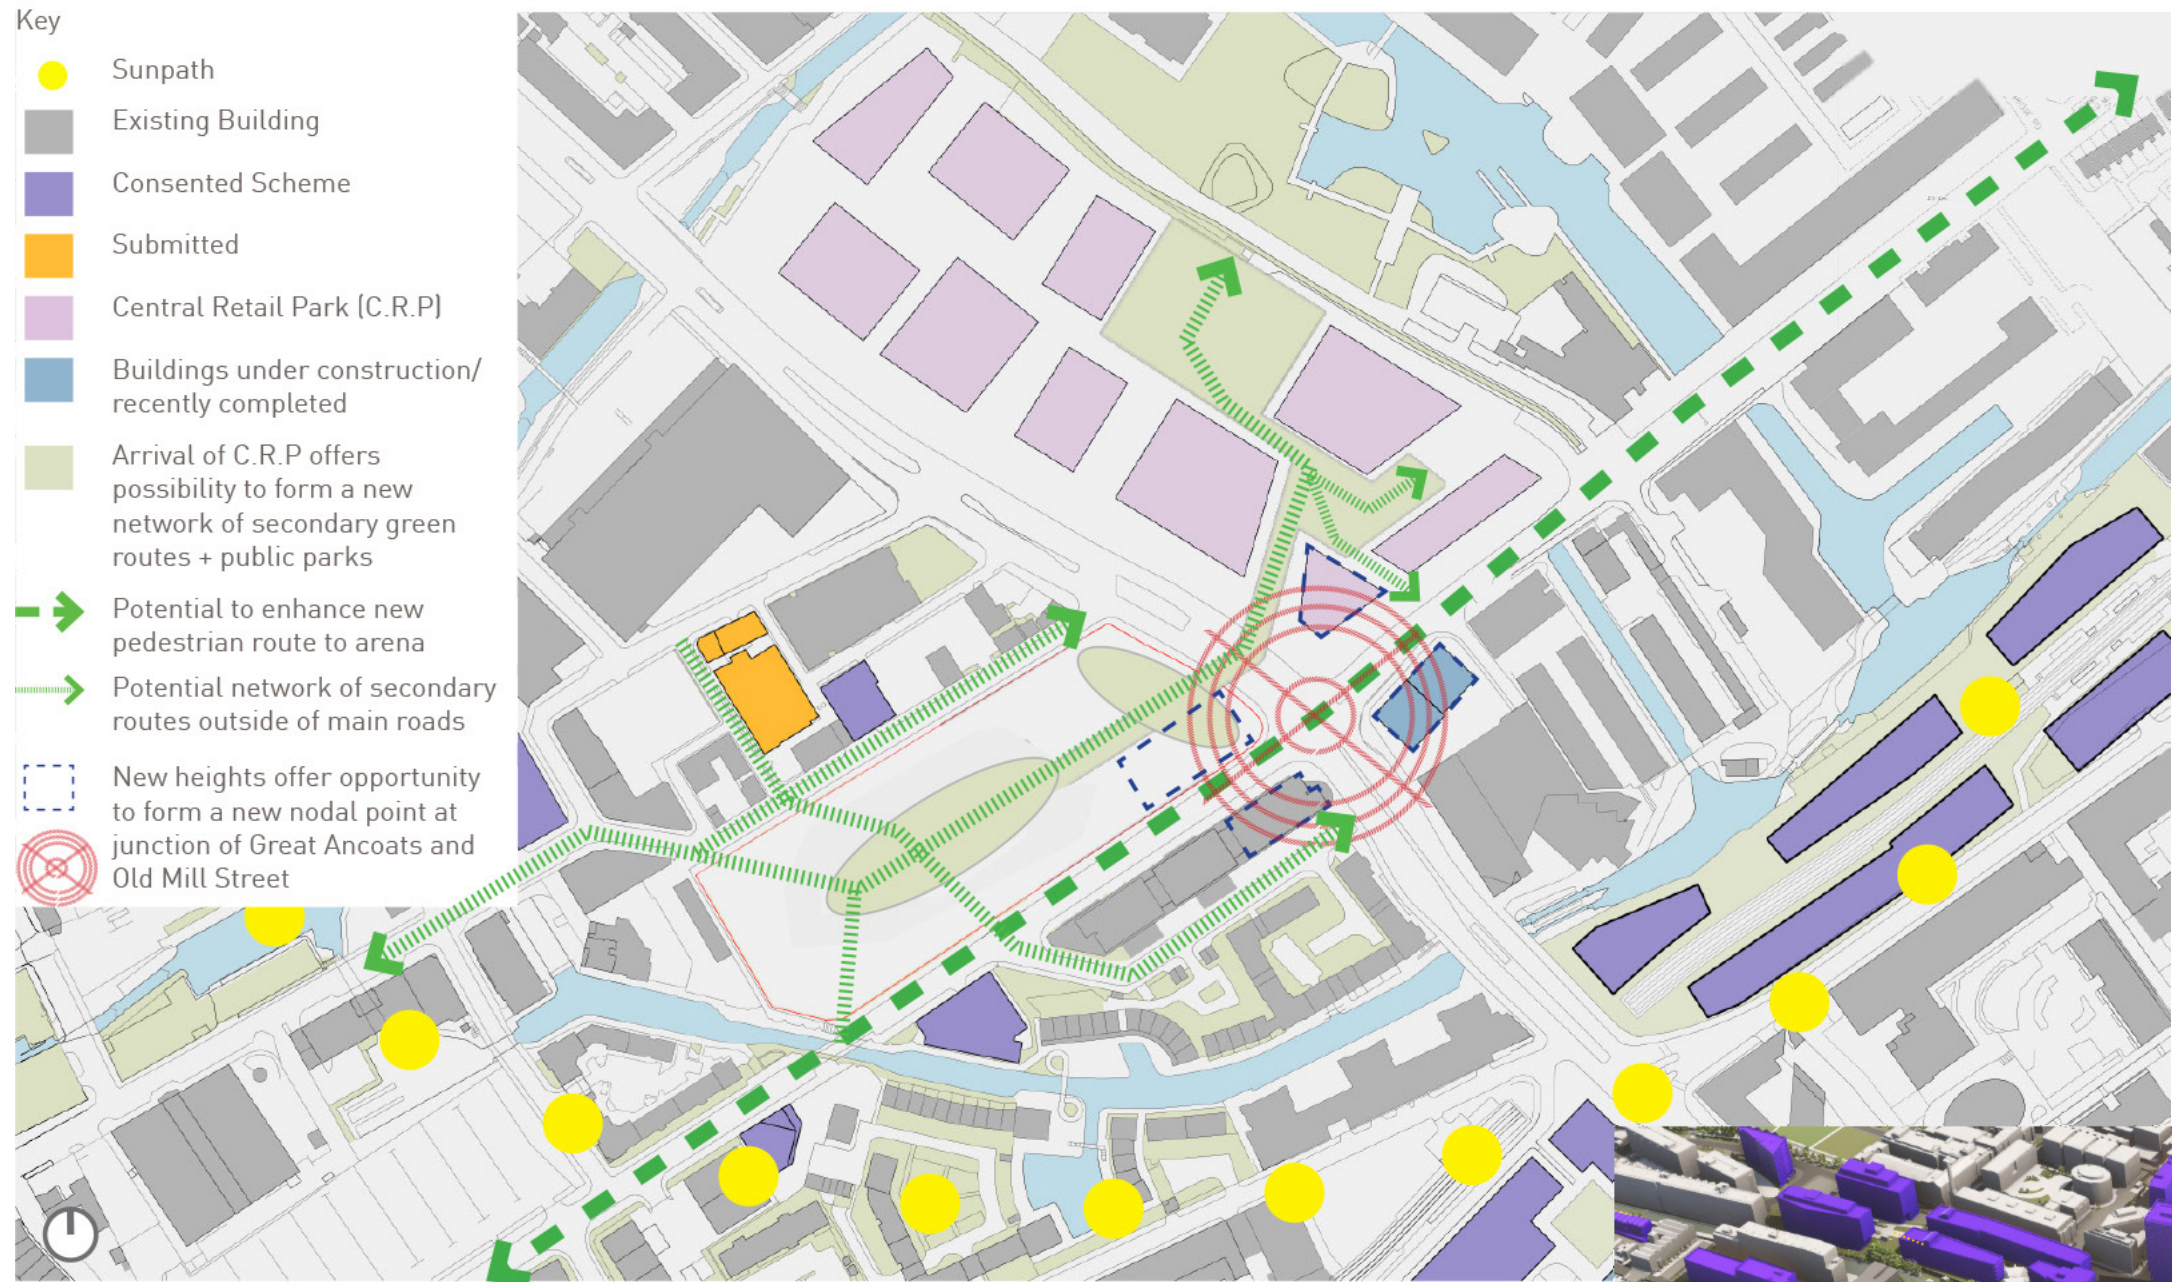 Key
Sunpath
Existing Building
Consented Scheme
Submitted
Central Retail Park (C.R.P)
Buildings under construction/
recently completed
Arrival of C.R.P offers
possibility to form a new
network of secondary green
routes + public parks
Potential to enhance new
pedestrian route to arena
Potential network of secondary
routes outside of main roads
New heights offer opportunity
to form a new nodal point at
junction of Great Ancoats and
Old Mill Street